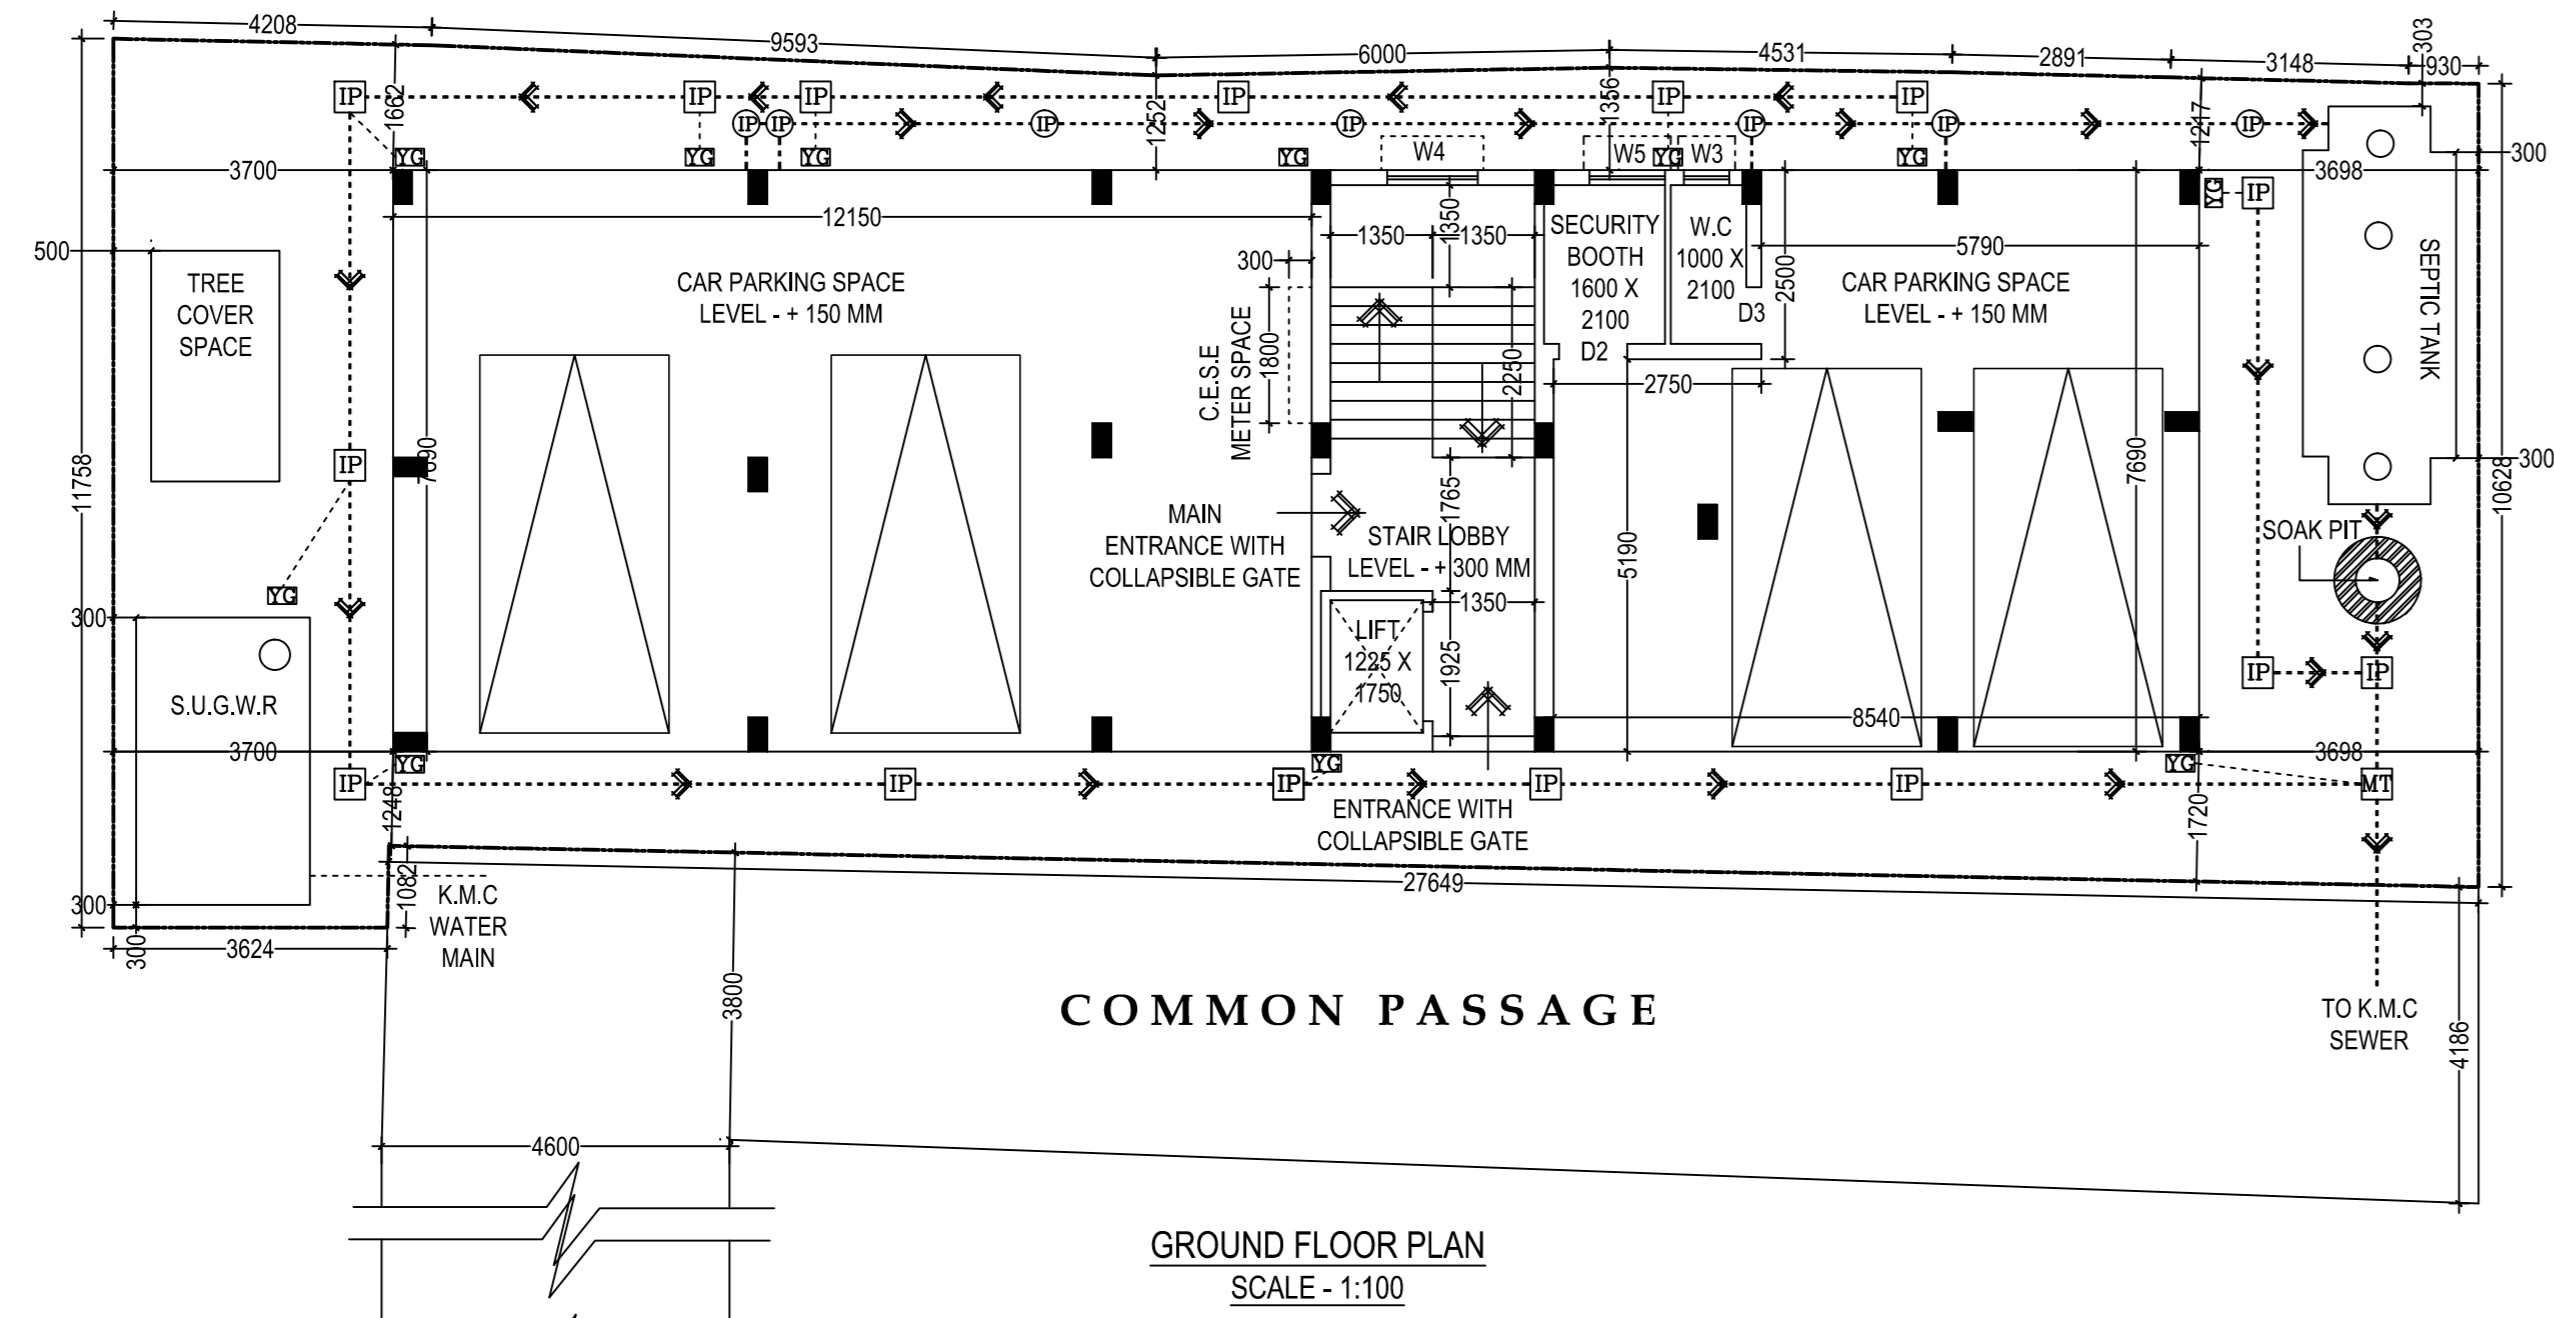 4208
9593
6000
4531
2891
3148
303
930
IP
IP
IP
IP
IP
IP
1662
1252
1356
1217
IP
IP
IP
IP
IP
IP
IP
YG
YG
YG
YG
W4
W5
YG
W3
YG
300
3700
3698
YG
IP
12150
1350
1350
1350
SECURITY
BOOTH
1600 X
2100
D2
W.C
1000 X
2100
D3
5790
2500
500
TREE
COVER
SPACE
CAR PARKING SPACE
LEVEL - + 150 MM
300
C.E.S.E
METER SPACE
1800
2250
2750
CAR PARKING SPACE
LEVEL - + 150 MM
SEPTIC TANK
300
11758
IP
7690
7690
10628
MAIN
ENTRANCE WITH
COLLAPSIBLE GATE
1765
STAIR LOBBY
LEVEL - + 300 MM
5190
SOAK PIT
YG
300
1350
LIFT
1225 X
1750
1925
IP
IP
S.U.G.W.R
8540
3700
3698
YG
YG
YG
IP
IP
IP
IP
IP
MT
1248
1720
ENTRANCE WITH
COLLAPSIBLE GATE
27649
1082
300
K.M.C
WATER
MAIN
3624
300
3800
COMMON PASSAGE
TO K.M.C
SEWER
4186
4600
GROUND FLOOR PLAN
SCALE - 1:100